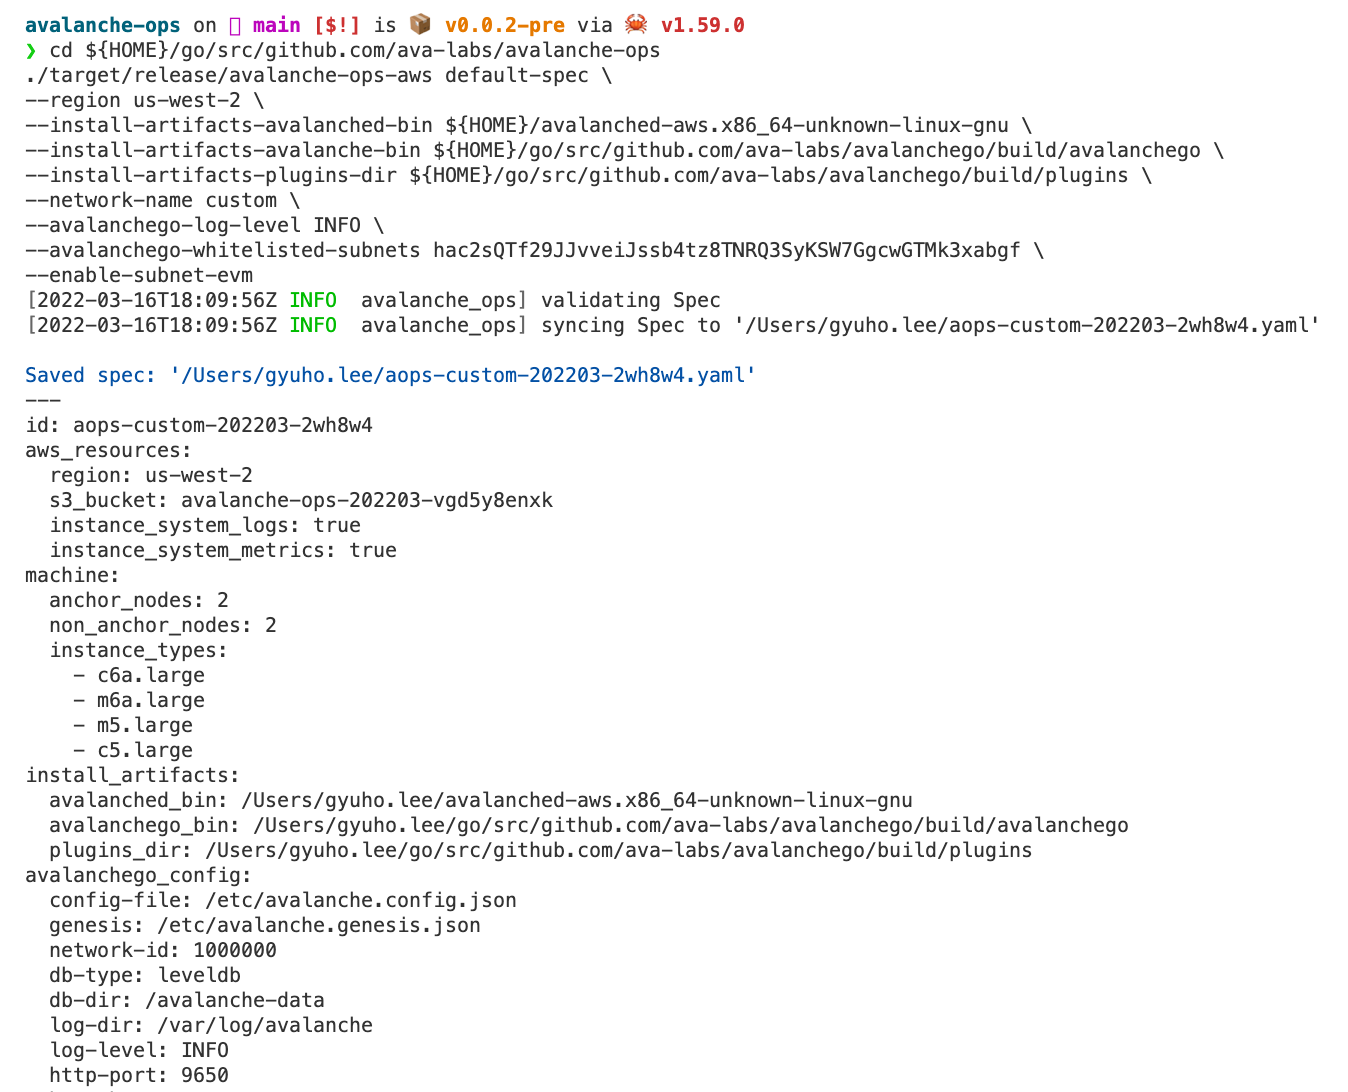 avalanche-ops on  main [$!] is 📦 v0.0.2-pre via 🦀 v1.59.0
❯ cd ${HOME}/go/src/github.com/ava-labs/avalanche-ops
./target/release/avalanche-ops-aws default-spec \
--region us-west-2 \
--install-artifacts-avalanched-bin ${HOME}/avalanched-aws.x86_64-unknown-linux-gnu \
--install-artifacts-avalanche-bin ${HOME}/go/src/github.com/ava-labs/avalanchego/build/avalanchego \
--install-artifacts-plugins-dir ${HOME}/go/src/github.com/ava-labs/avalanchego/build/plugins \
--network-name custom \
--avalanchego-log-level INFO \
--avalanchego-whitelisted-subnets hac2sQTf29JJvveiJssb4tz8TNRQ3SyKSW7GgcwGTMk3xabgf \
--enable-subnet-evm
[2022-03-16T18:09:56Z INFO  avalanche_ops] validating Spec
[2022-03-16T18:09:56Z INFO  avalanche_ops] syncing Spec to '/Users/gyuho.lee/aops-custom-202203-2wh8w4.yaml'

Saved spec: '/Users/gyuho.lee/aops-custom-202203-2wh8w4.yaml'
---
id: aops-custom-202203-2wh8w4
aws_resources:
  region: us-west-2
  s3_bucket: avalanche-ops-202203-vgd5y8enxk
  instance_system_logs: true
  instance_system_metrics: true
machine:
  anchor_nodes: 2
  non_anchor_nodes: 2
  instance_types:
    - c6a.large
    - m6a.large
    - m5.large
    - c5.large
install_artifacts:
  avalanched_bin: /Users/gyuho.lee/avalanched-aws.x86_64-unknown-linux-gnu
  avalanchego_bin: /Users/gyuho.lee/go/src/github.com/ava-labs/avalanchego/build/avalanchego
  plugins_dir: /Users/gyuho.lee/go/src/github.com/ava-labs/avalanchego/build/plugins
avalanchego_config:
  config-file: /etc/avalanche.config.json
  genesis: /etc/avalanche.genesis.json
  network-id: 1000000
  db-type: leveldb
  db-dir: /avalanche-data
  log-dir: /var/log/avalanche
  log-level: INFO
  http-port: 9650